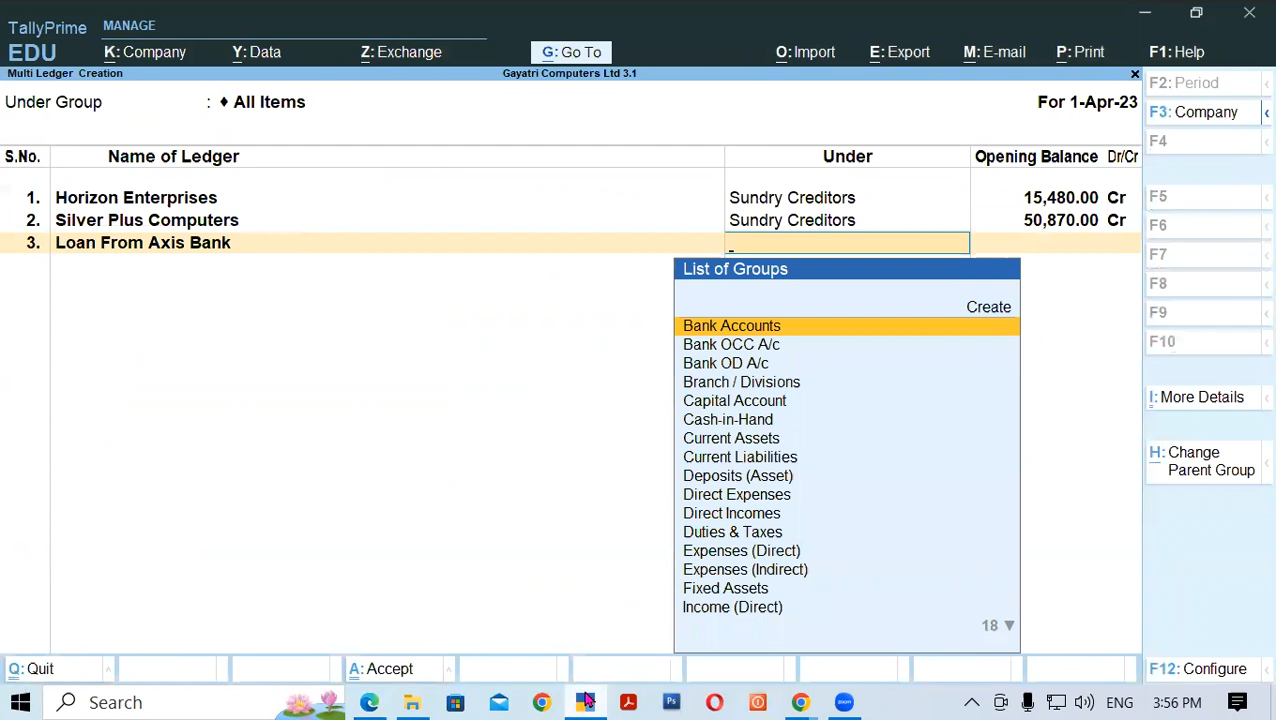 TallyPrime
EDU
MANAGE
K: Company
Y: Data
Z: Exchange
G: Go To
O: Import
E: Export
M: E-mail
P: Print
F1: Help
Multi Ledger Creation
Gayatri Computers Ltd 3.1
×
Under Group : ♦ All Items
For 1-Apr-23
S.No. Name of Ledger Under Opening Balance Dr/Cr
1. Horizon Enterprises Sundry Creditors 15,480.00 Cr
2. Silver Plus Computers Sundry Creditors 50,870.00 Cr
3. Loan From Axis Bank
List of Groups
Create
Bank Accounts
Bank OCC A/c
Bank OD A/c
Branch / Divisions
Capital Account
Cash-in-Hand
Current Assets
Current Liabilities
Deposits (Asset)
Direct Expenses
Direct Incomes
Duties & Taxes
Expenses (Direct)
Expenses (Indirect)
Fixed Assets
Income (Direct)
18 ▼
F2: Period
F3: Company
F4
F5
F6
F7
F8
F9
F10
I: More Details
H: Change
Parent Group
Q: Quit
A: Accept
F12: Configure
Search
Ps
zoom
ENG
3:56 PM